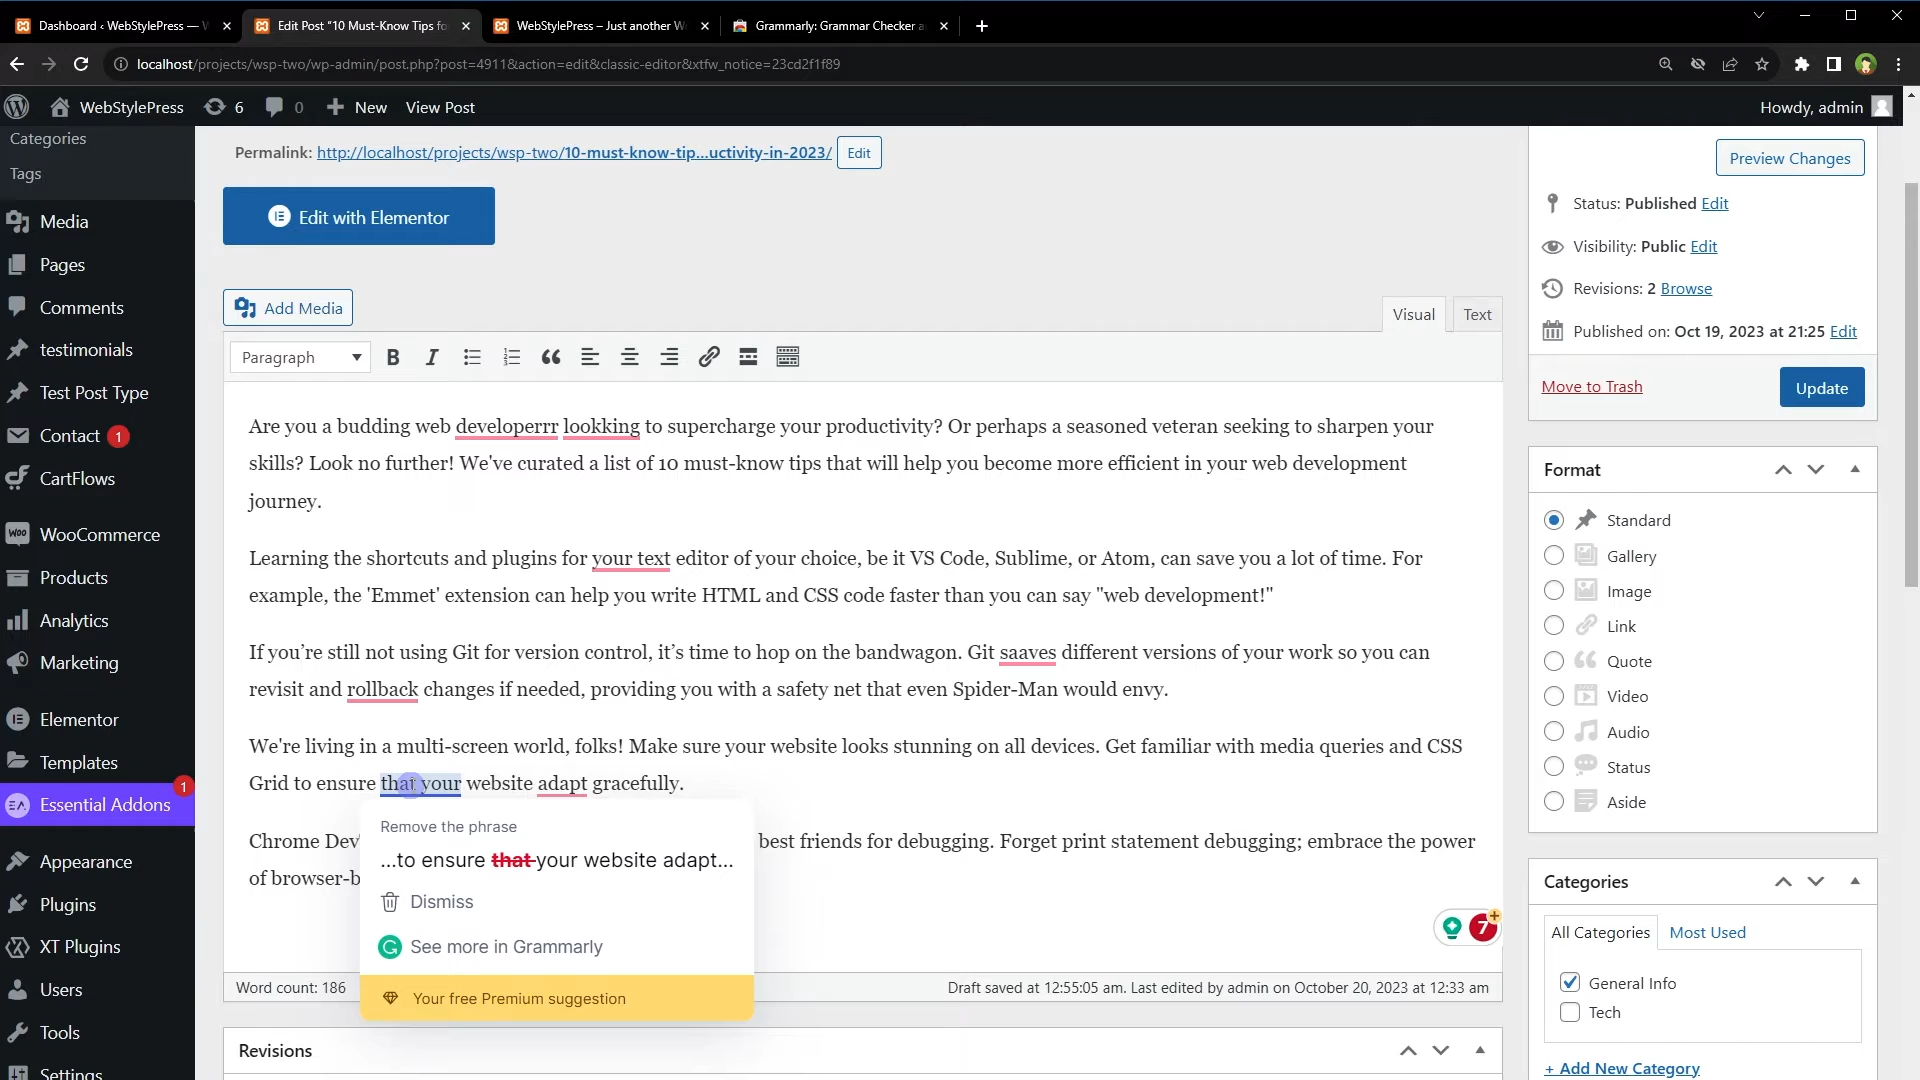 Dashboard ‹ WebStylePress — W
Edit Post “10 Must-Know Tips fo
WebStylePress – Just another W
Grammarly: Grammar Checker a
localhost/projects/wsp-two/wp-admin/post.php?post=4911&action=edit&classic-editor&xtfw_notice=23cd2f1f89
WebStylePress 6 0 New View Post
Howdy, admin
Categories
Tags
Media
Pages
Comments
testimonials
Test Post Type
Contact 1
CartFlows
WOO WooCommerce
Products
Analytics
Marketing
Elementor
Templates
1
EA Essential Addons
Appearance
Plugins
XT Plugins
Users
Tools
Settings
Permalink: http://localhost/projects/wsp-two/10-must-know-tip...uctivity-in-2023/ Edit
Edit with Elementor
Add Media
Visual Text
Paragraph
Are you a budding web developerrr lookking to supercharge your productivity? Or perhaps a seasoned veteran seeking to sharpen your
skills? Look no further! We've curated a list of 10 must-know tips that will help you become more efficient in your web development
journey.
Learning the shortcuts and plugins for your text editor of your choice, be it VS Code, Sublime, or Atom, can save you a lot of time. For
example, the 'Emmet' extension can help you write HTML and CSS code faster than you can say "web development!"
If you’re still not using Git for version control, it’s time to hop on the bandwagon. Git saaves different versions of your work so you can
revisit and rollback changes if needed, providing you with a safety net that even Spider-Man would envy.
We're living in a multi-screen world, folks! Make sure your website looks stunning on all devices. Get familiar with media queries and CSS
Grid to ensure that your website adapt gracefully.
Chrome Dev best friends for debugging. Forget print statement debugging; embrace the power
of browser-b
Remove the phrase
...to ensure that your website adapt...
Dismiss
See more in Grammarly
Your free Premium suggestion
7
Word count: 186
Draft saved at 12:55:05 am. Last edited by admin on October 20, 2023 at 12:33 am
Revisions
Preview Changes
Status: Published Edit
Visibility: Public Edit
Revisions: 2 Browse
Published on: Oct 19, 2023 at 21:25 Edit
Move to Trash
Update
Format
Standard
Gallery
Image
Link
Quote
Video
Audio
Status
Aside
Categories
All Categories Most Used
General Info
Tech
+ Add New Category